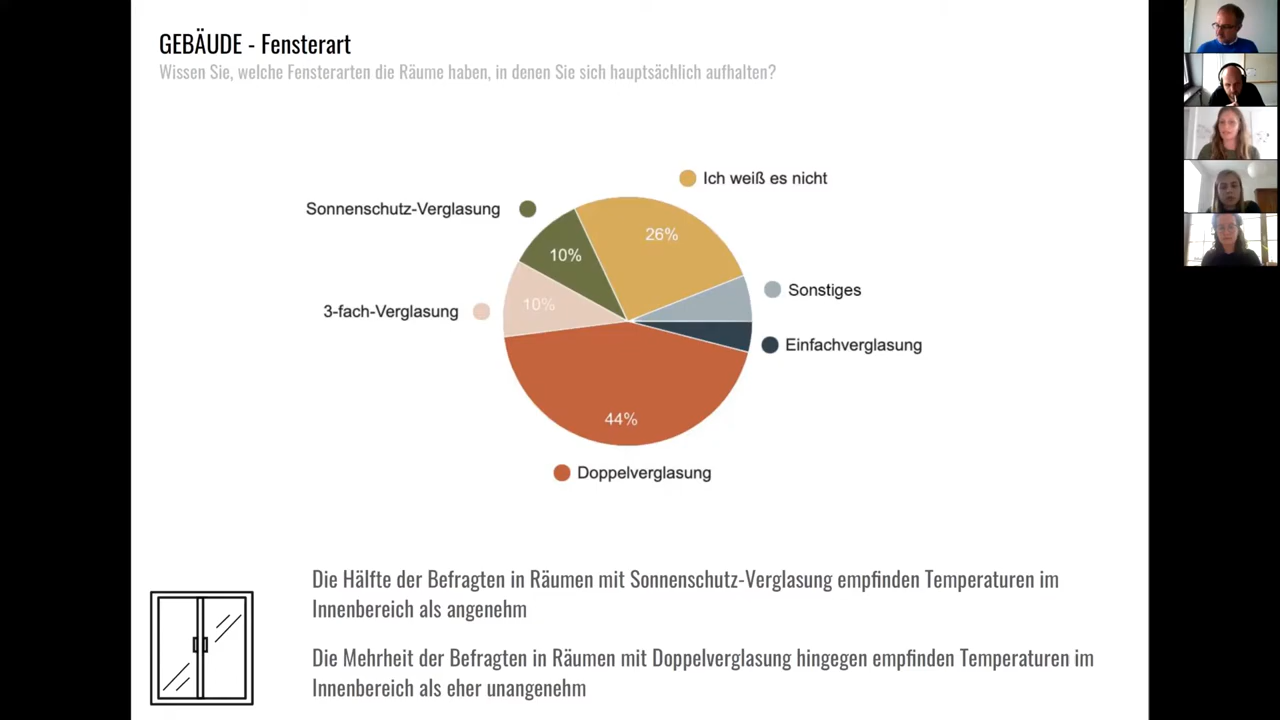 GEBÄUDE - Fensterart
Wissen Sie, welche Fensterarten die Räume haben, in denen Sie sich hauptsächlich aufhalten?
Ich weiß es nicht
Sonnenschutz-Verglasung
26%
10%
Sonstiges
10%
3-fach-Verglasung
Einfachverglasung
44%
Doppelverglasung
Die Hälfte der Befragten in Räumen mit Sonnenschutz-Verglasung empfinden Temperaturen im
Innenbereich als angenehm
Die Mehrheit der Befragten in Räumen mit Doppelverglasung hingegen empfinden Temperaturen im
Innenbereich als eher unangenehm